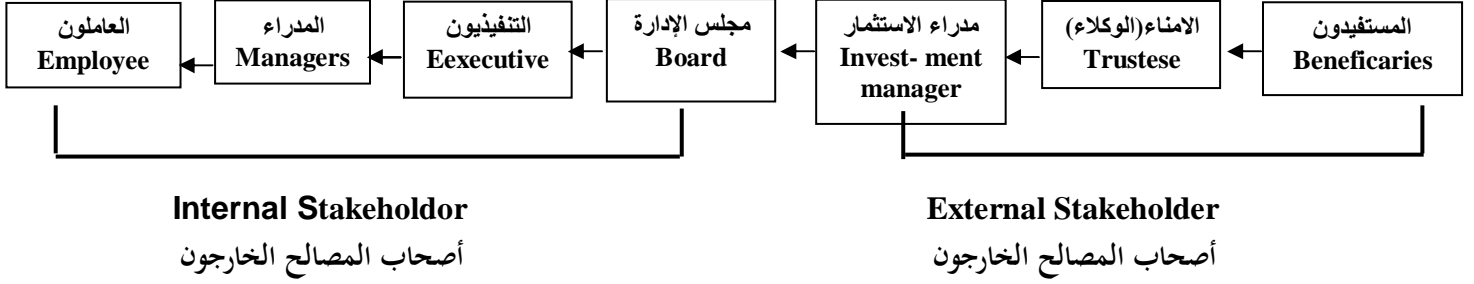 المستفيدون
Beneficaries
الامناء(الوكلاء)
Trustese
مدراء الاستثمار
Invest- ment
manager
مجلس الإدارة
Board
التنفيذيون
Eexecutive
المدراء
Managers
العاملون
Employee
External Stakeholder
أصحاب المصالح الخارجون
Internal Stakeholdor
أصحاب المصالح الخارجون